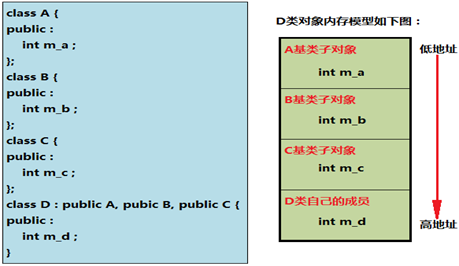 class A {
public :
int m_a ;
};
class B {
public :
int m_b ;
};
class C {
public :
int m_c ;
};
class D : public A, pubic B, public C {
public :
int m_d ;
}
D类对象内存模型如下图：
A基类子对象
int m_a
B基类子对象
int m_b
C基类子对象
int m_c
D类自己的成员
int m_d
低地址
高地址